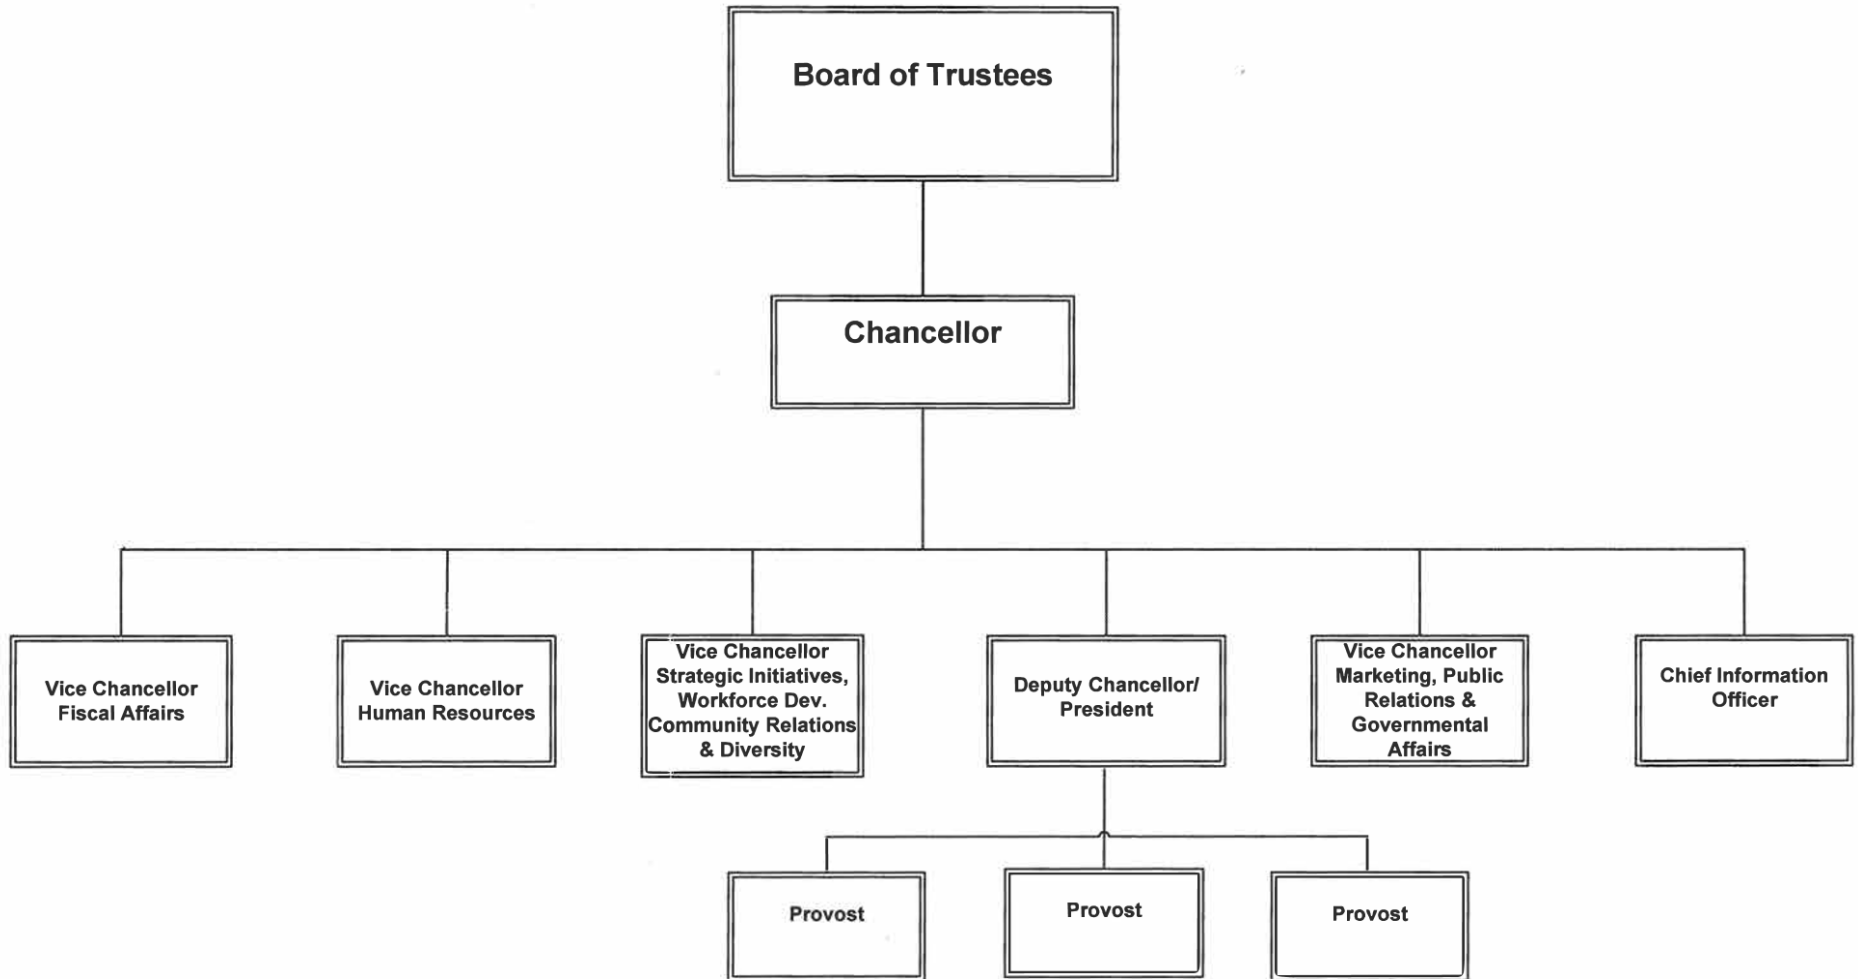 Board of Trustees
Chancellor
Vice Chancellor
Fiscal Affairs
Vice Chancellor
Human Resources
Vice Chancellor
Strategic Initiatives,
Workforce Dev.
Community Relations
& Diversity
Deputy Chancellor/
President
Vice Chancellor
Marketing, Public
Relations &
Governmental
Affairs
Chief Information
Officer
Provost
Provost
Provost